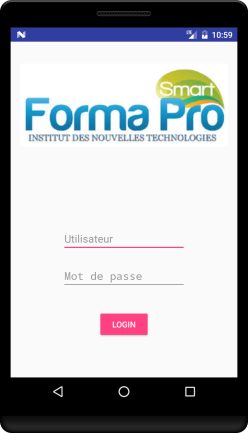 10:59
Smart
Forma Pro
INSTITUT DES NOUVELLES TECHNOLOGIES
Utilisateur
Mot de passe
LOGIN